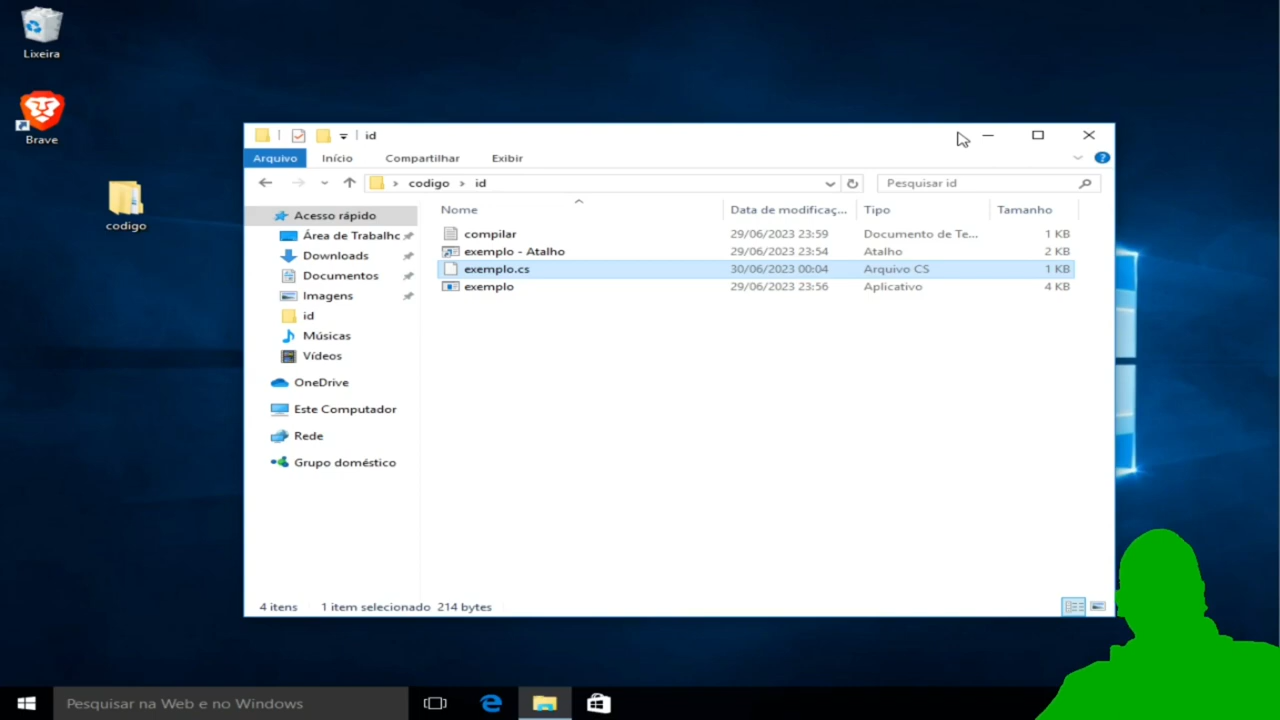 Lixeira
Brave
codigo
id
Arquivo Início Compartilhar Exibir
codigo id
Pesquisar id
Nome Data de modificaç... Tipo Tamanho
compilar 29/06/2023 23:59 Documento de Te... 1 KB
exemplo - Atalho 29/06/2023 23:54 Atalho 2 KB
exemplo.cs 30/06/2023 00:04 Arquivo CS 1 KB
exemplo 29/06/2023 23:56 Aplicativo 4 KB
Acesso rápido
Área de Trabalhc
Downloads
Documentos
Imagens
id
Músicas
Vídeos
OneDrive
Este Computador
Rede
Grupo doméstico
4 itens 1 item selecionado 214 bytes
Pesquisar na Web e no Windows